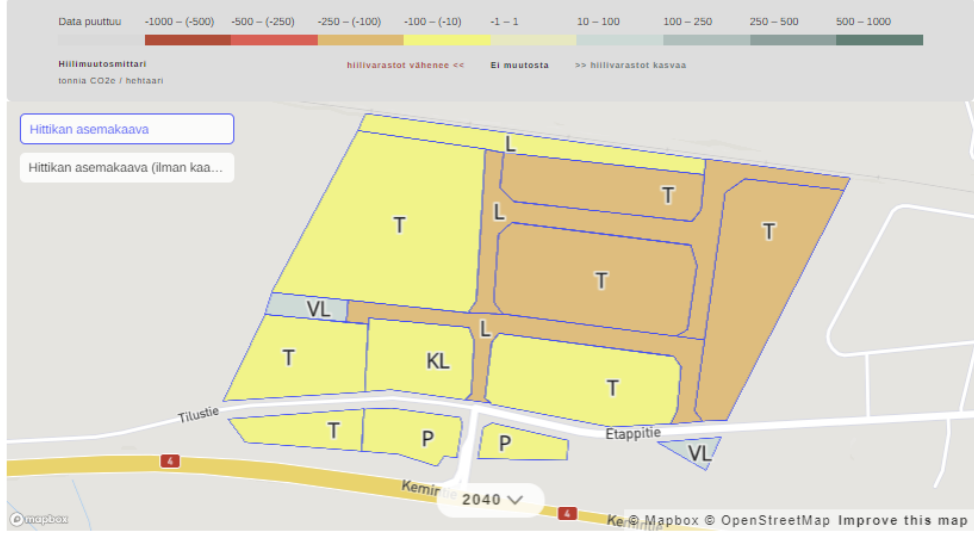 Data puuttuu -1000 – (-500) -500 – (-250) -250 – (-100) -100 – (-10) -1 – 1 10 – 100 100 – 250 250 – 500 500 – 1000
Hiilimuutosmittari hiilivarastot vähenee << Ei muutosta >> hiilivarastot kasvaa
tonnia CO2e / hehtaari
Hittikan asemakaava
Hittikan asemakaava (ilman kaa...
L
T
T
L
T
T
T
VL
L
T
KL
T
Tilustie
T
P
P
Etappitie
VL
4
Kemintie
2040
4
Kemintie
mapbox
© Mapbox © OpenStreetMap Improve this map